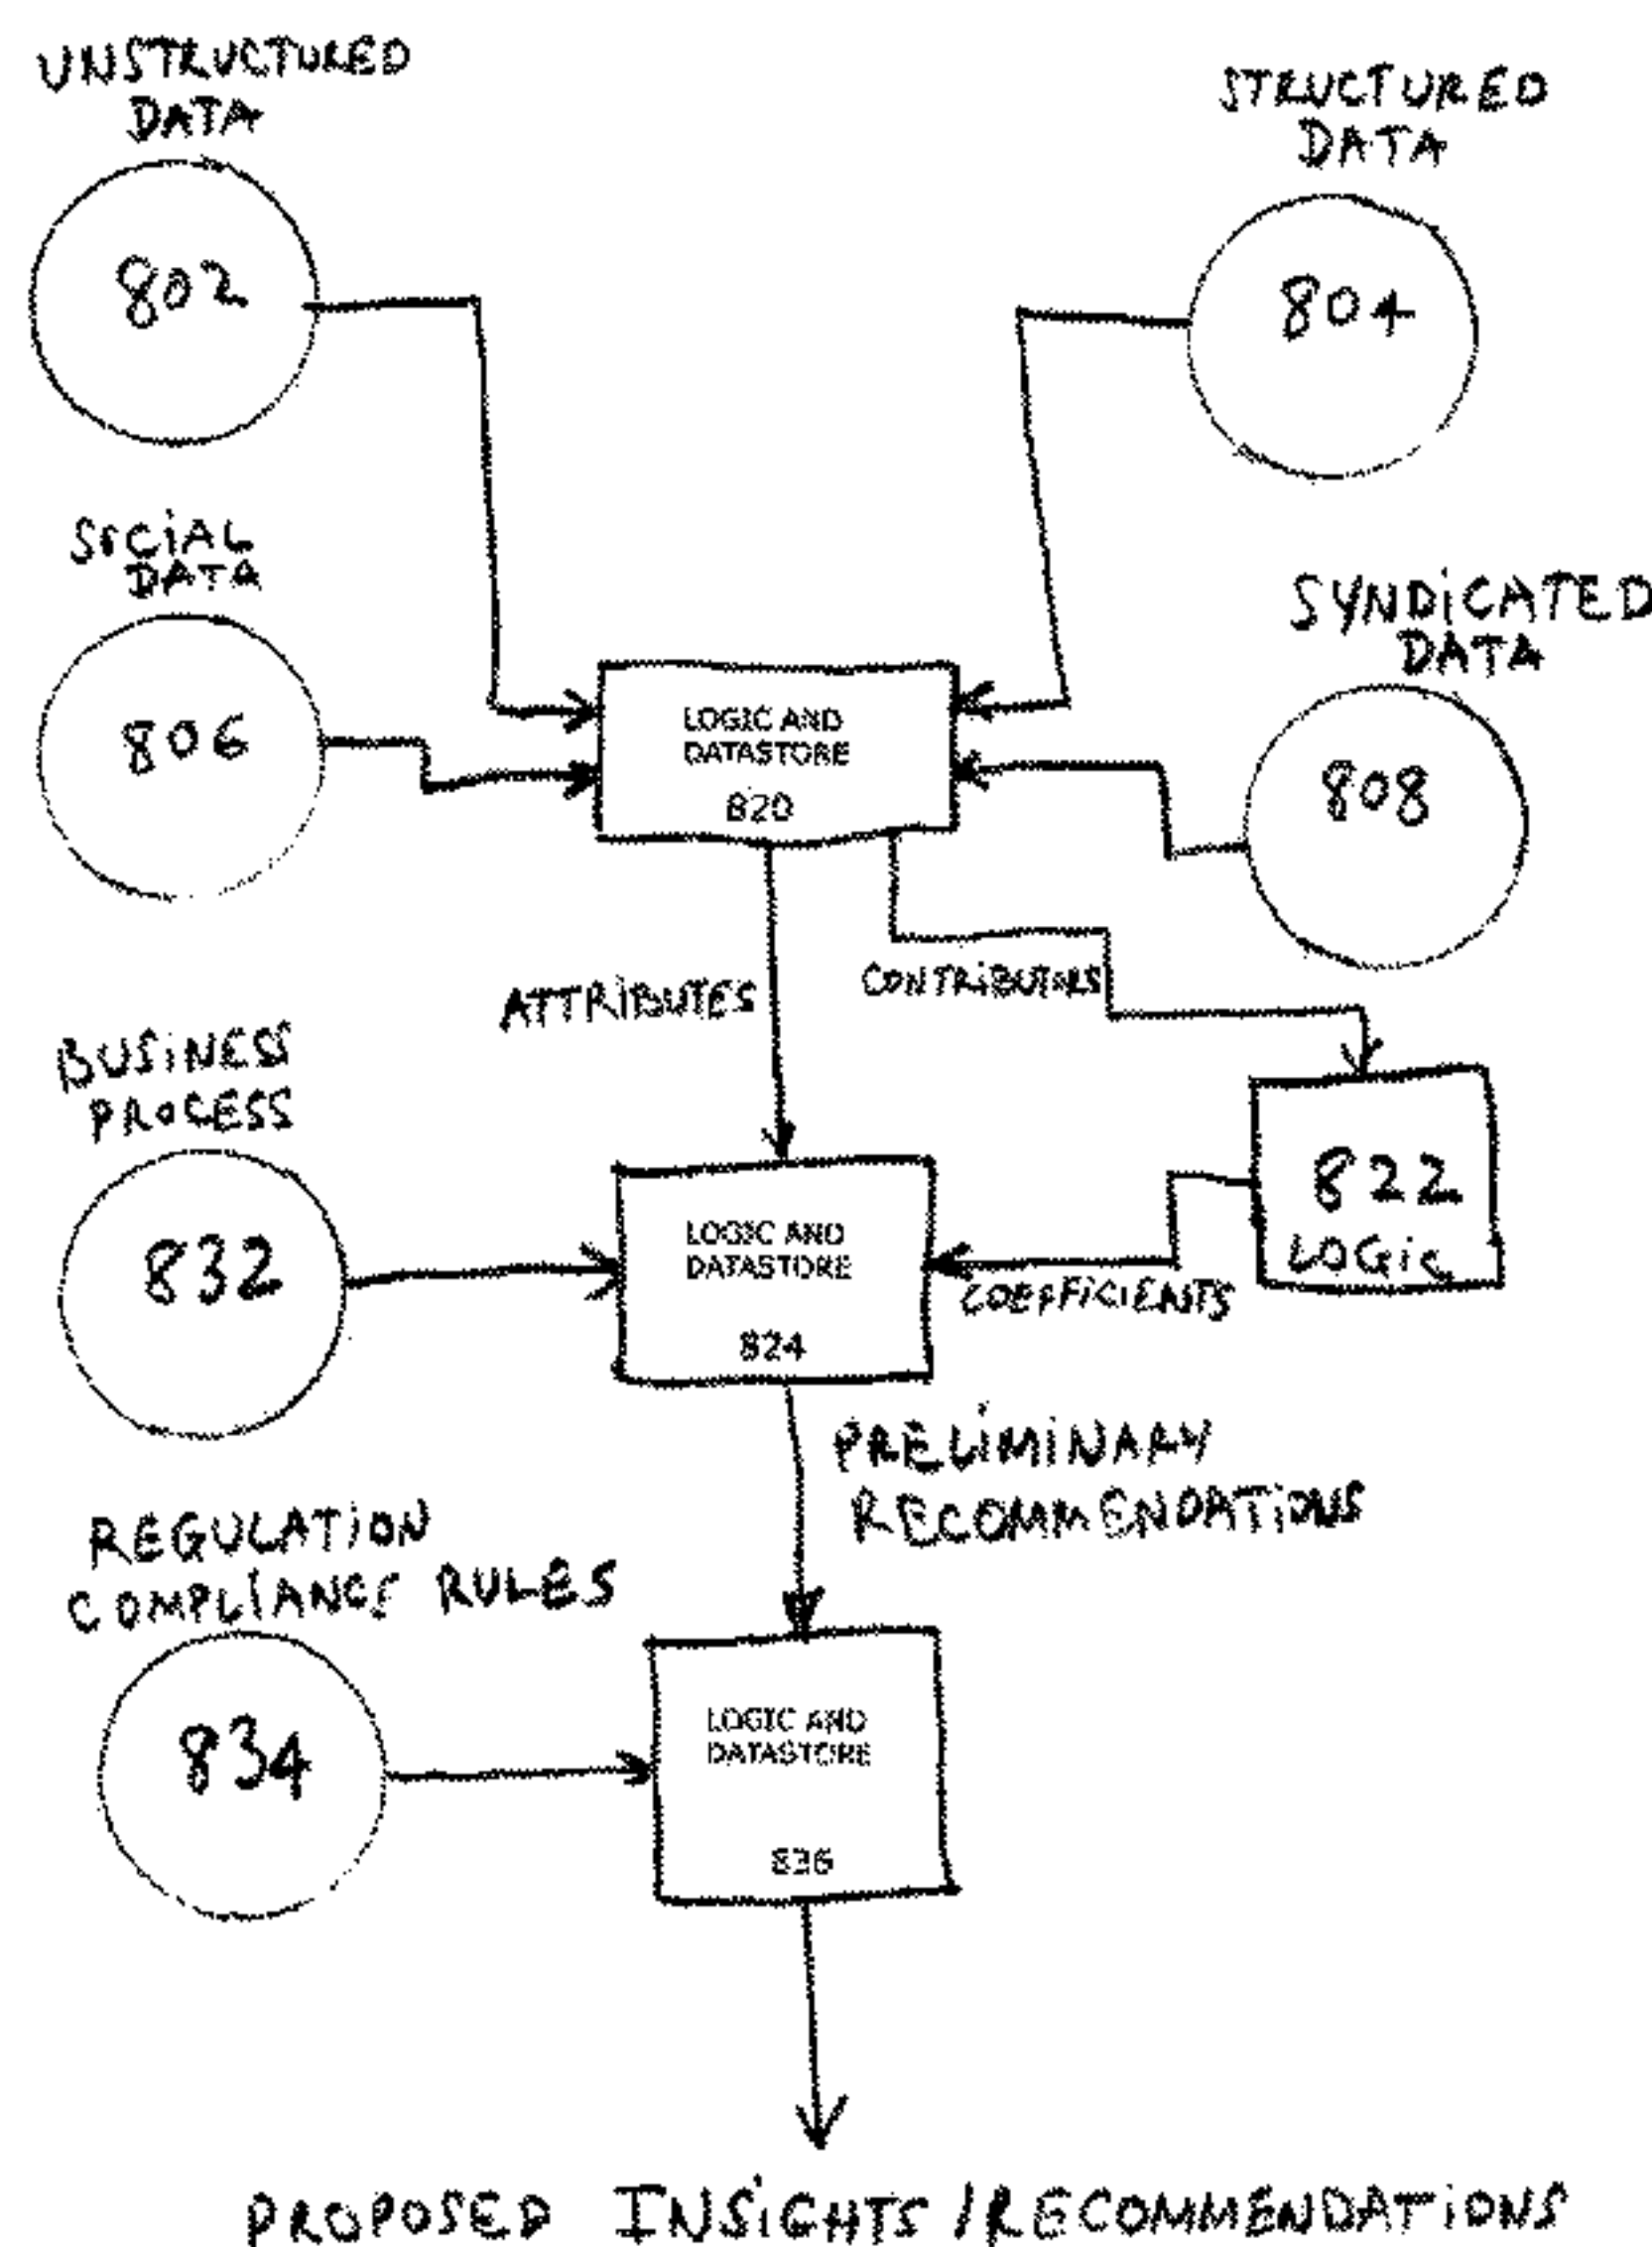 UNSTRUCTURED
DATA
STRUCTURED
DATA
802
804
SOCIAL
DATA
SYNDICATED
DATA
806
LOGIC AND
DATASTORE
820
808
ATTRIBUTES
CONTRIBUTORS
BUSINESS
PROCESS
822
LOGIC
832
LOGIC AND
DATASTORE
824
COEFFICIENTS
PRELIMINARY
RECOMMENDATIONS
REGULATION
COMPLIANCE RULES
834
LOGIC AND
DATASTORE
836
PROPOSED INSIGHTS / RECOMMENDATIONS